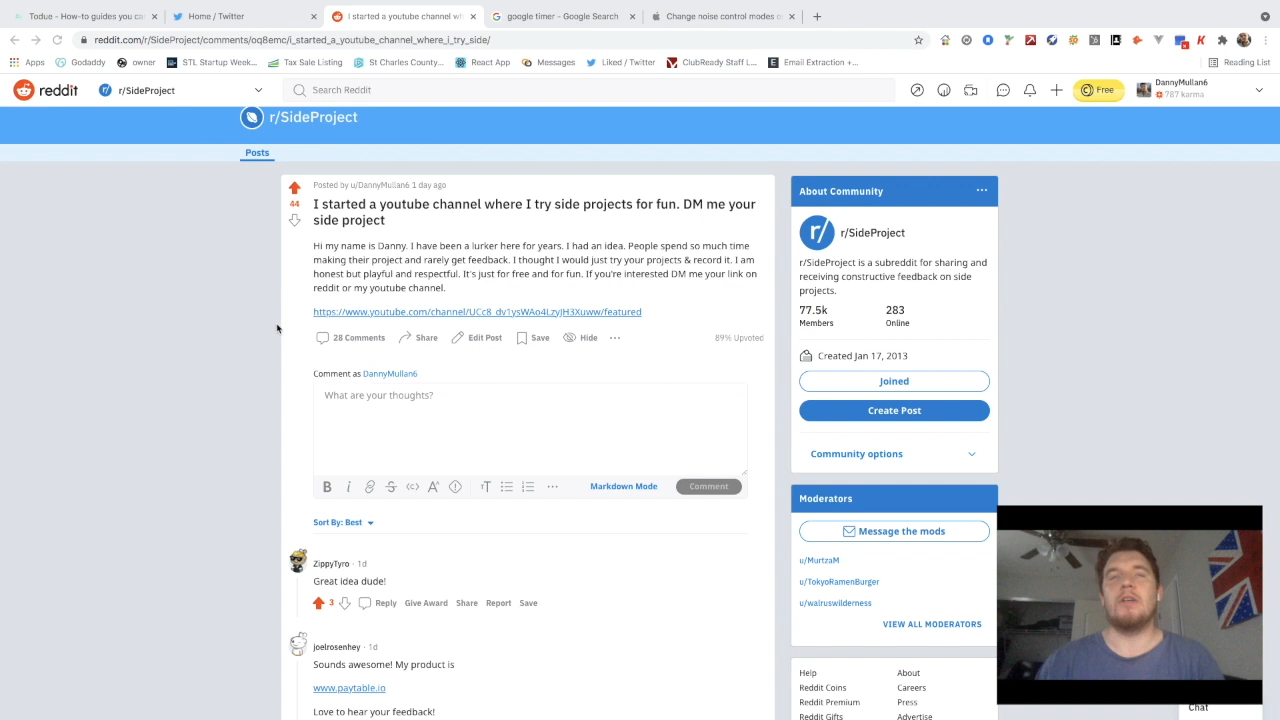 Todue - How-to guides you ca
Home / Twitter
I started a youtube channel wh
google timer - Google Search
Change noise control modes o
reddit.com/r/SideProject/comments/oq8emc/i_started_a_youtube_channel_where_i_try_side/
Apps
Godaddy
owner
STL Startup Week...
Tax Sale Listing
St Charles County...
React App
Messages
Liked / Twitter
ClubReady Staff L...
Email Extraction +...
Reading List
reddit
r/SideProject
Search Reddit
Free
DannyMullan6
787 karma
r/SideProject
Posts
Posted by u/DannyMullan6 1 day ago
44
I started a youtube channel where I try side projects for fun. DM me your
side project
Hi my name is Danny. I have been a lurker here for years. I had an idea. People spend so much time
making their project and rarely get feedback. I thought I would just try your projects & record it. I am
honest but playful and respectful. It's just for free and for fun. If you're interested DM me your link on
reddit or my youtube channel.
https://www.youtube.com/channel/UCc8_dv1ysWAo4LzyJH3Xuww/featured
28 Comments
Share
Edit Post
Save
Hide
89% Upvoted
Comment as DannyMullan6
What are your thoughts?
Markdown Mode
Comment
Sort By: Best
ZippyTyro · 1d
Great idea dude!
3
Reply
Give Award
Share
Report
Save
joelrosenhey · 1d
Sounds awesome! My product is
www.paytable.io
Love to hear your feedback!
About Community
r/SideProject
r/SideProject is a subreddit for sharing and
receiving constructive feedback on side
projects.
77.5k
283
Members
Online
Created Jan 17, 2013
Joined
Create Post
Community options
Moderators
Message the mods
u/MurtzaM
u/TokyoRamenBurger
u/walruswilderness
VIEW ALL MODERATORS
Help
About
Reddit Coins
Careers
Reddit Premium
Press
Reddit Gifts
Advertise
Chat